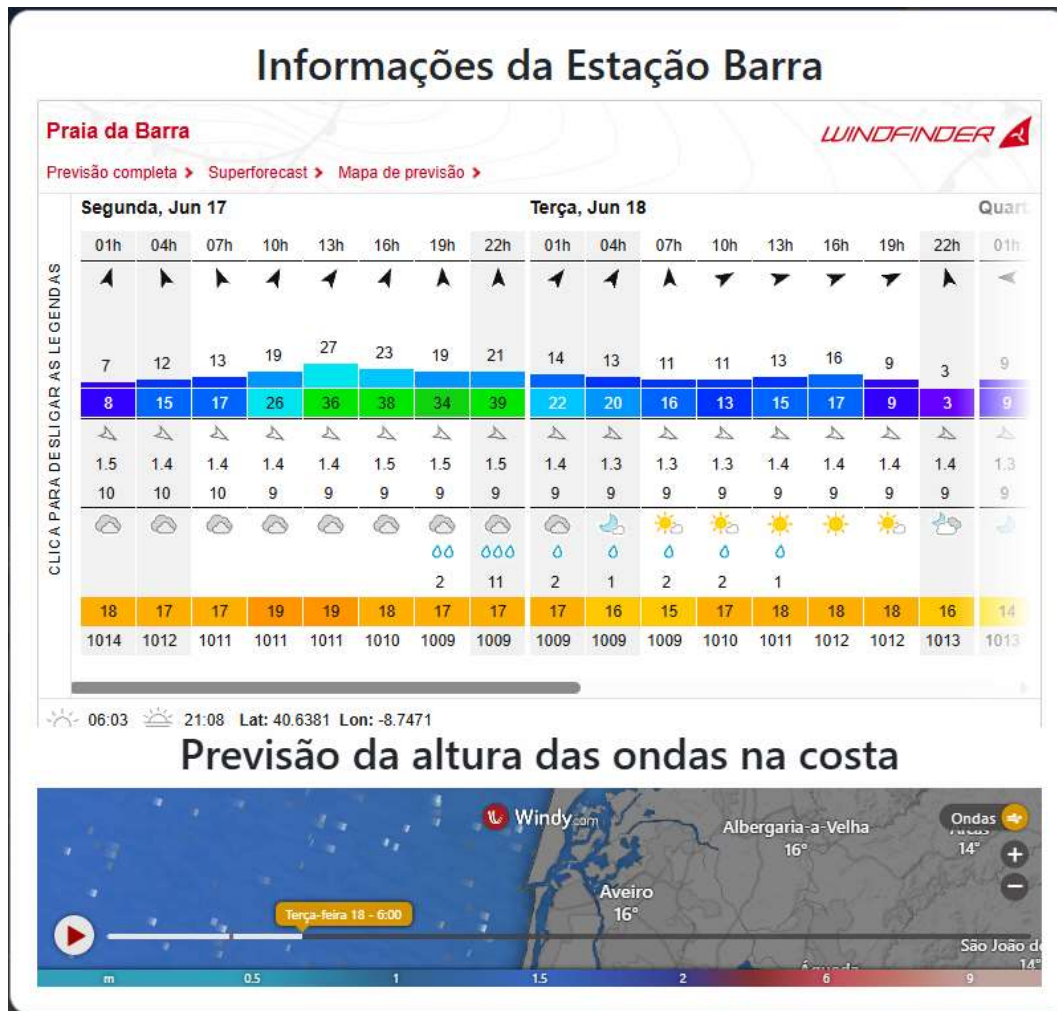 Informações da Estação Barra
Praia da Barra
WINDFINDER
Previsão completa > Superforecast > Mapa de previsão >
CLICA PARA DESLIGAR AS LEGENDAS
Segunda, Jun 17 Terça, Jun 18 Quart
01h 04h 07h 10h 13h 16h 19h 22h 01h 04h 07h 10h 13h 16h 19h 22h 01h
7 12 13 19 27 23 19 21 14 13 11 11 13 16 9 3 9
8 15 17 26 36 38 34 39 22 20 16 13 15 17 9 3 9
1.5 1.4 1.4 1.4 1.4 1.5 1.5 1.5 1.4 1.3 1.3 1.3 1.4 1.4 1.4 1.4 1.3
10 10 10 9 9 9 9 9 9 9 9 9 9 9 9 9 9
2 11 2 1 2 2 1
18 17 17 19 19 18 17 17 17 16 15 17 18 18 18 16 14
1014 1012 1011 1011 1011 1010 1009 1009 1009 1009 1009 1010 1011 1012 1012 1013 1013
06:03 21:08 Lat: 40.6381 Lon: -8.7471
Previsão da altura das ondas na costa
Windy.com
Ondas
Albergaria-a-Velha
16°
14°
+
−
Aveiro
16°
Terça-feira 18 - 6:00
São João d
14°
m 0.5 1 1.5 2 6 9